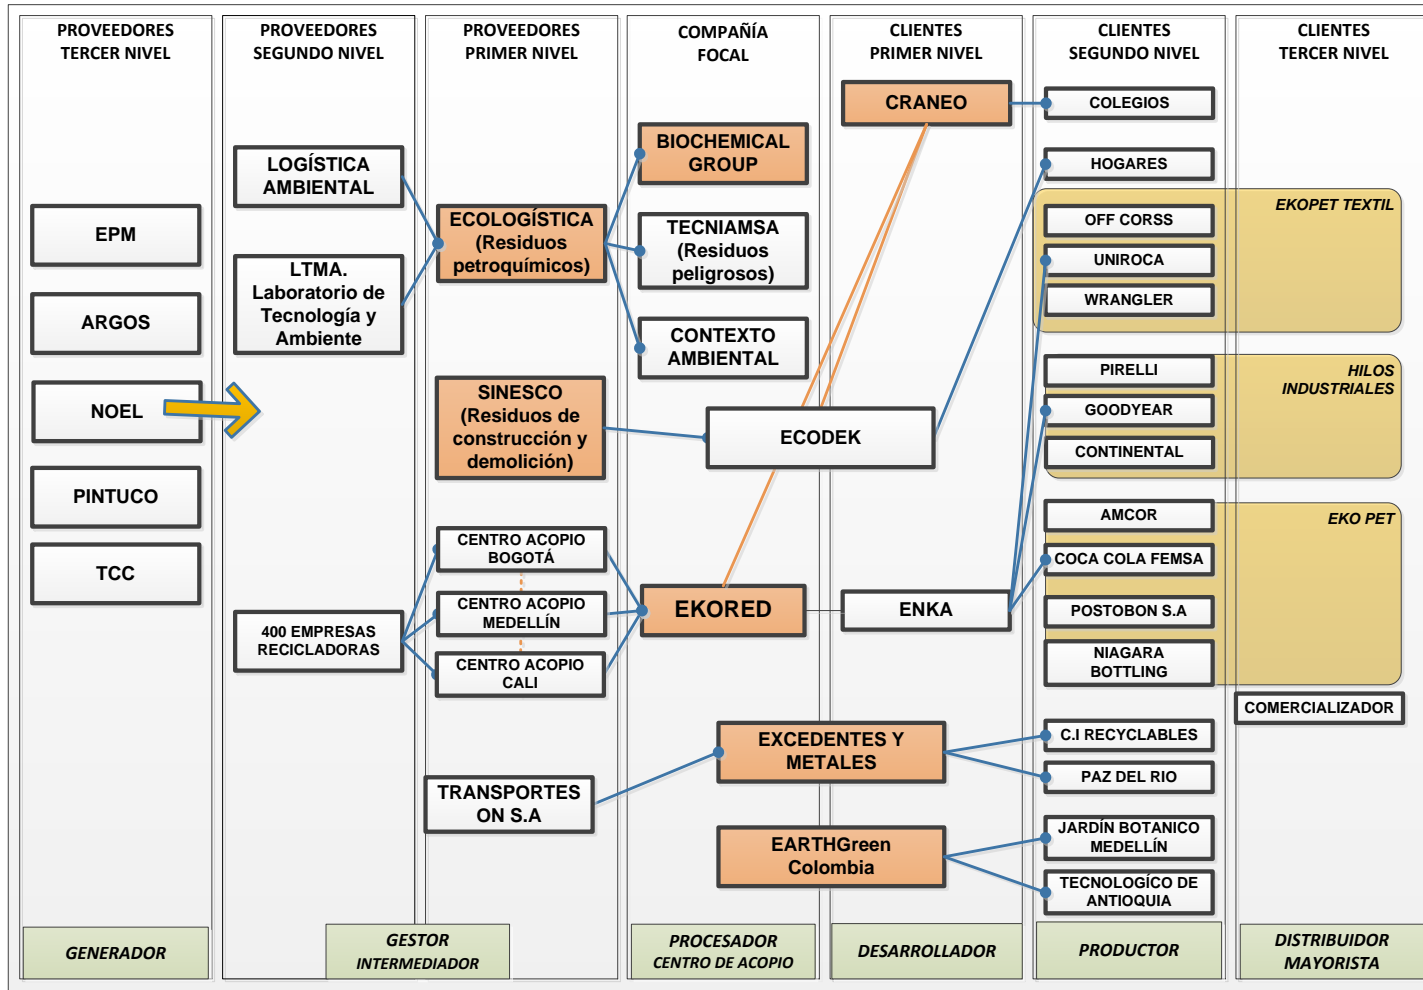 PROVEEDORES
TERCER NIVEL
PROVEEDORES
SEGUNDO NIVEL
PROVEEDORES
PRIMER NIVEL
COMPAÑÍA
FOCAL
CLIENTES
PRIMER NIVEL
CLIENTES
SEGUNDO NIVEL
CLIENTES
TERCER NIVEL
EPM
ARGOS
NOEL
PINTUCO
TCC
LOGÍSTICA
AMBIENTAL
LTMA.
Laboratorio de
Tecnología y
Ambiente
400 EMPRESAS
RECICLADORAS
ECOLOGÍSTICA
(Residuos
petroquímicos)
SINESCO
(Residuos de
construcción y
demolición)
CENTRO ACOPIO
BOGOTÁ
CENTRO ACOPIO
MEDELLÍN
CENTRO ACOPIO
CALI
TRANSPORTES
ON S.A
BIOCHEMICAL
GROUP
TECNIAMSA
(Residuos
peligrosos)
CONTEXTO
AMBIENTAL
ECODEK
EKORED
EXCEDENTES Y
METALES
EARTHGreen
Colombia
CRANEO
ENKA
COLEGIOS
HOGARES
OFF CORSS
UNIROCA
WRANGLER
PIRELLI
GOODYEAR
CONTINENTAL
AMCOR
COCA COLA FEMSA
POSTOBON S.A
NIAGARA
BOTTLING
C.I RECYCLABLES
PAZ DEL RIO
JARDÍN BOTANICO
MEDELLÍN
TECNOLOGÍCO DE
ANTIOQUIA
EKOPET TEXTIL
HILOS
INDUSTRIALES
EKO PET
COMERCIALIZADOR
GENERADOR
GESTOR
INTERMEDIADOR
PROCESADOR
CENTRO DE ACOPIO
DESARROLLADOR
PRODUCTOR
DISTRIBUIDOR
MAYORISTA